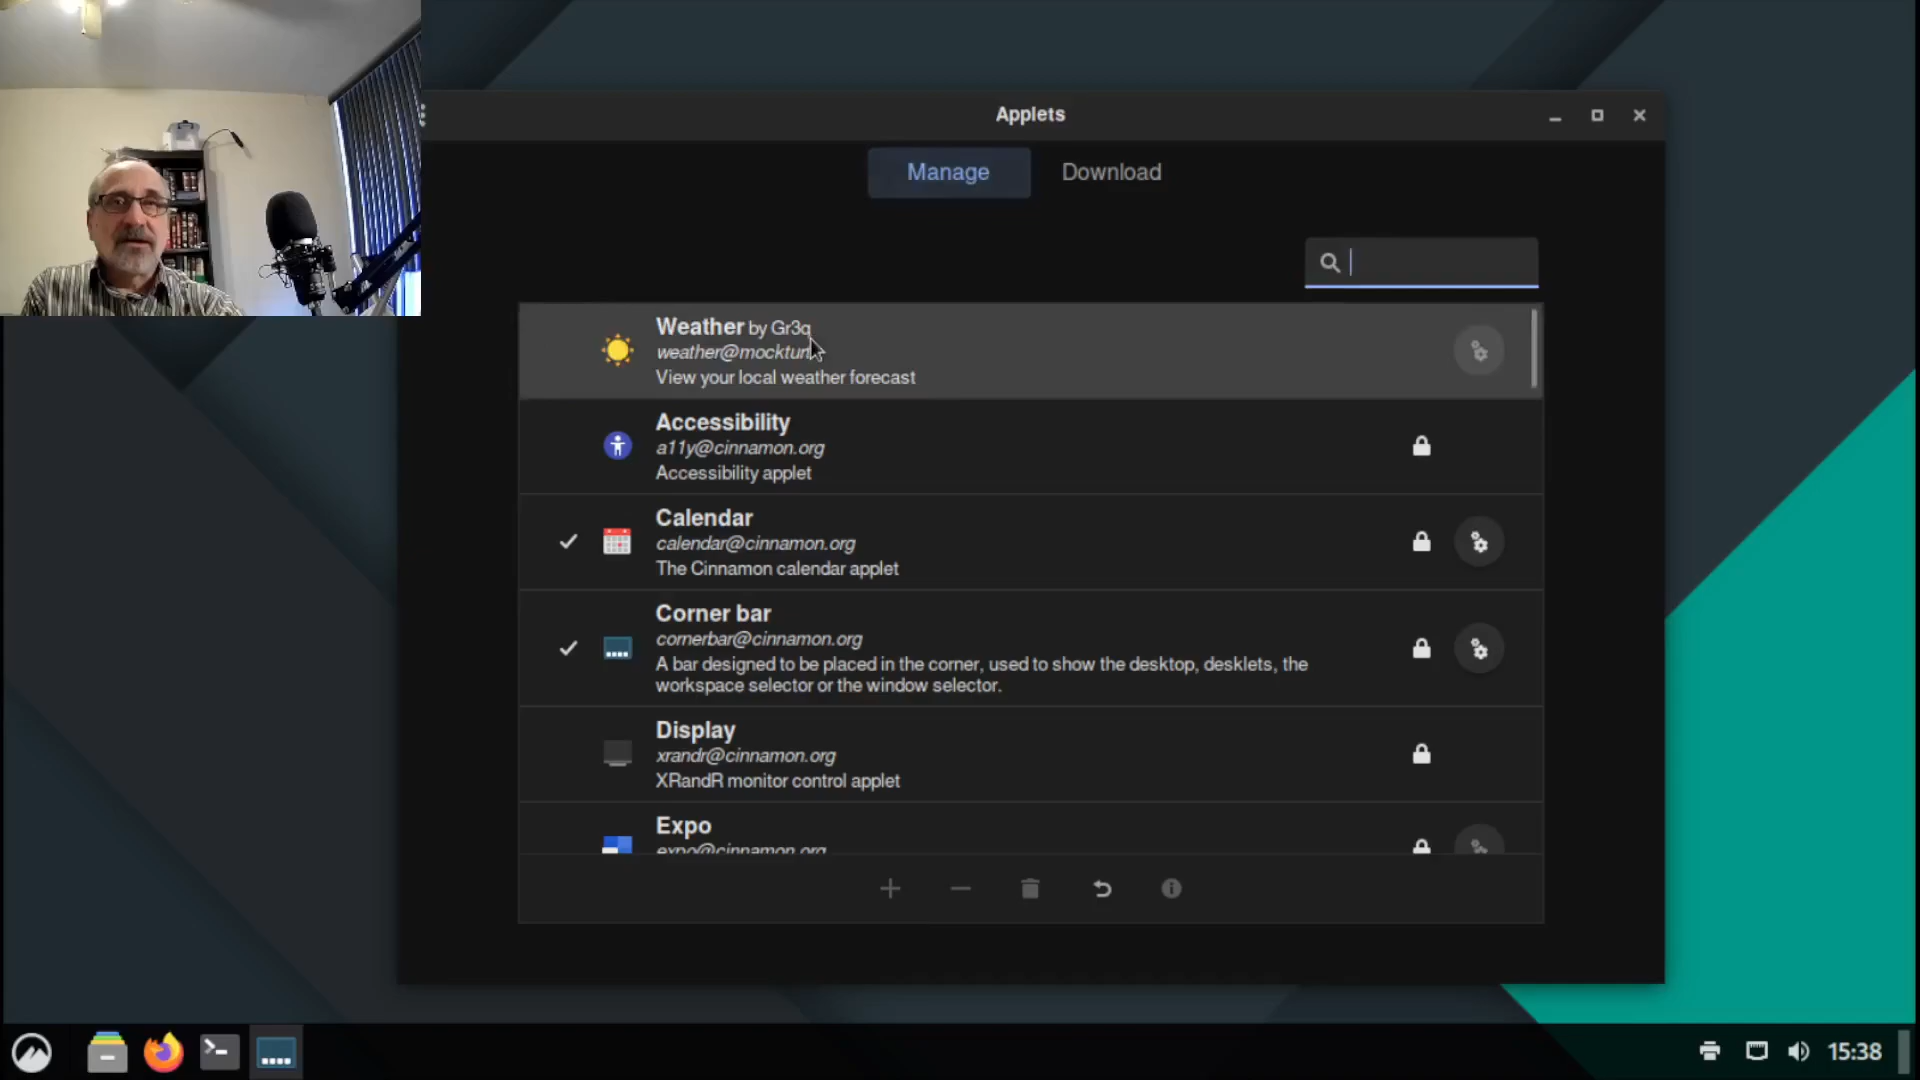 Applets
Manage
Download
Weather by Gr3q
View your local weather forecast
Accessibility
a11y@cinnamon.org
Accessibility applet
Calendar
calendar@cinnamon.org
The Cinnamon calendar applet
Corner bar
cornerbar@cinnamon.org
A bar designed to be placed in the corner, used to show the desktop, desklets, the
workspace selector or the window selector.
Display
xrandr@cinnamon.org
XRandR monitor control applet
Expo
expo@cinnamon.org
15:38